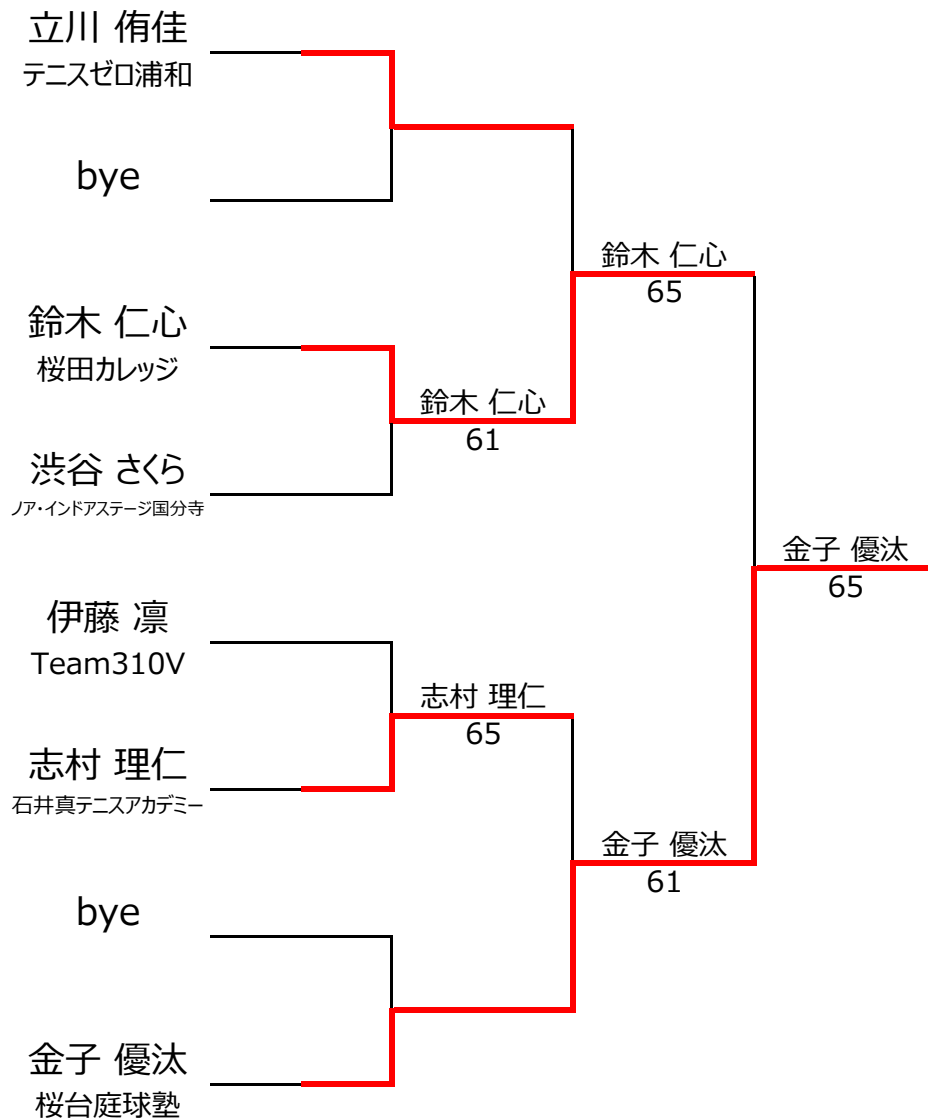 立川 侑佳
テニスゼロ浦和
bye
鈴木 仁心
65
鈴木 仁心
桜田カレッジ
鈴木 仁心
61
渋谷 さくら
ノア・インドアステージ国分寺
金子 優汰
65
伊藤 凛
Team310V
志村 理仁
65
志村 理仁
石井真テニスアカデミー
金子 優汰
61
bye
金子 優汰
桜台庭球塾